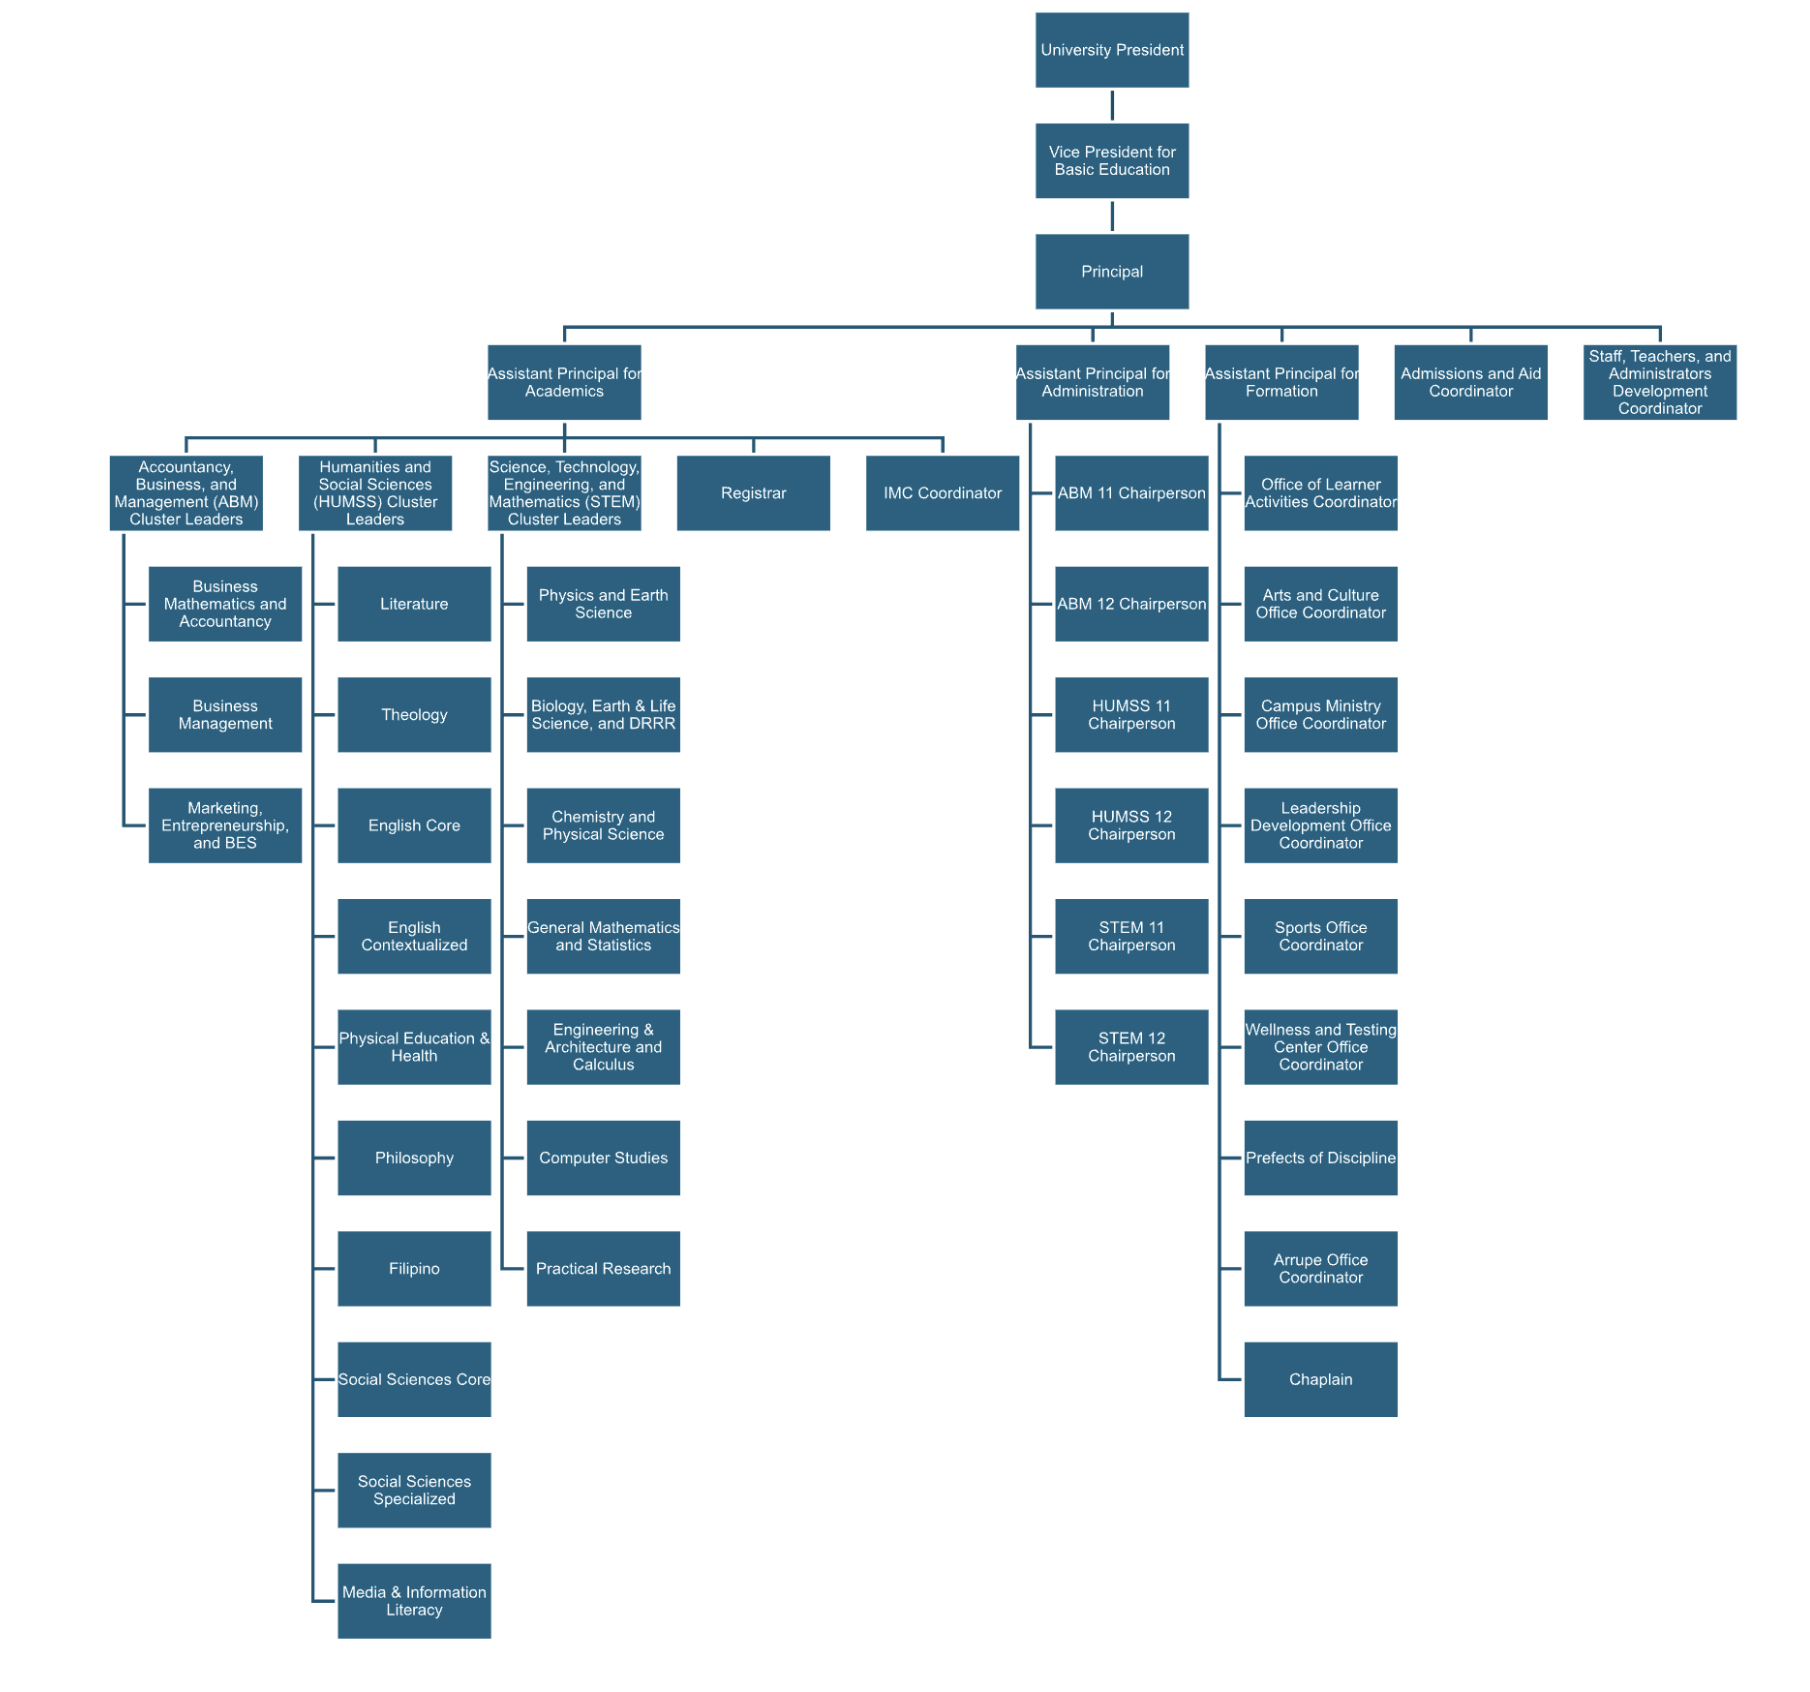 University President
Vice President for
Basic Education
Principal
Assistant Principal for
Academics
Assistant Principal for
Administration
Assistant Principal for
Formation
Admissions and Aid
Coordinator
Staff, Teachers, and
Administrators
Development
Coordinator
Accountancy,
Business, and
Management (ABM)
Cluster Leaders
Humanities and
Social Sciences
(HUMSS) Cluster
Leaders
Science, Technology,
Engineering, and
Mathematics (STEM)
Cluster Leaders
Registrar
IMC Coordinator
Business
Mathematics and
Accountancy
Business
Management
Marketing,
Entrepreneurship,
and BES
Literature
Theology
English Core
English
Contextualized
Physical Education &
Health
Philosophy
Filipino
Social Sciences Core
Social Sciences
Specialized
Media & Information
Literacy
Physics and Earth
Science
Biology, Earth & Life
Science, and DRRR
Chemistry and
Physical Science
General Mathematics
and Statistics
Engineering &
Architecture and
Calculus
Computer Studies
Practical Research
ABM 11 Chairperson
ABM 12 Chairperson
HUMSS 11
Chairperson
HUMSS 12
Chairperson
STEM 11
Chairperson
STEM 12
Chairperson
Office of Learner
Activities Coordinator
Arts and Culture
Office Coordinator
Campus Ministry
Office Coordinator
Leadership
Development Office
Coordinator
Sports Office
Coordinator
Wellness and Testing
Center Office
Coordinator
Prefects of Discipline
Arrupe Office
Coordinator
Chaplain